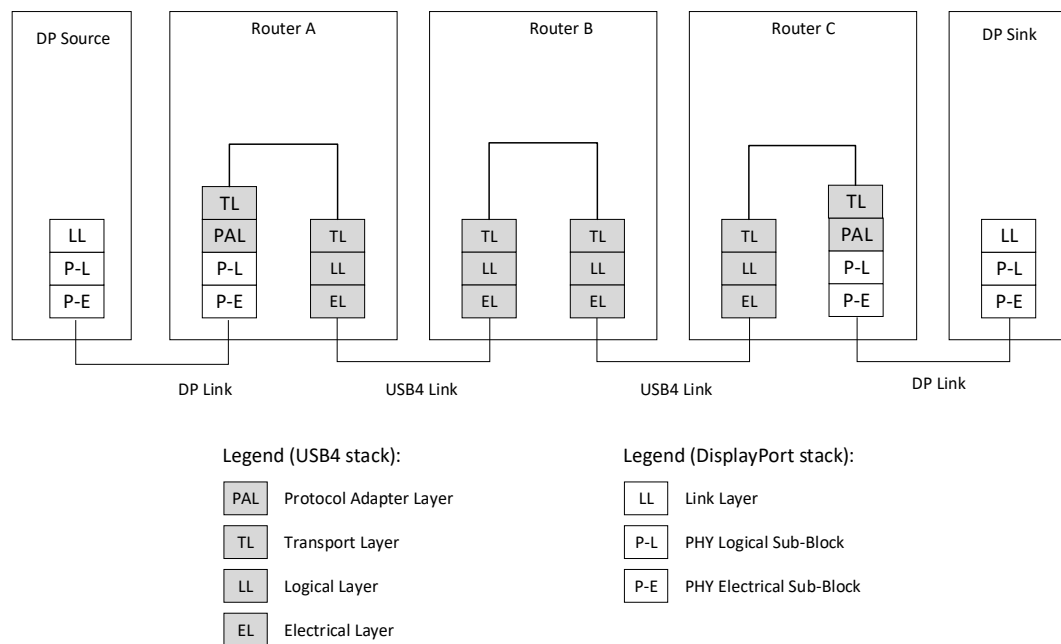 DP Source
Router A
Router B
Router C
DP Sink
TL
PAL
P-L
P-E
LL
P-L
P-E
TL
LL
EL
TL
LL
EL
TL
LL
EL
TL
LL
EL
TL
PAL
P-L
P-E
LL
P-L
P-E
DP Link
USB4 Link
USB4 Link
DP Link
Legend (USB4 stack):
PAL Protocol Adapter Layer
TL Transport Layer
LL Logical Layer
EL Electrical Layer
Legend (DisplayPort stack):
LL Link Layer
P-L PHY Logical Sub-Block
P-E PHY Electrical Sub-Block